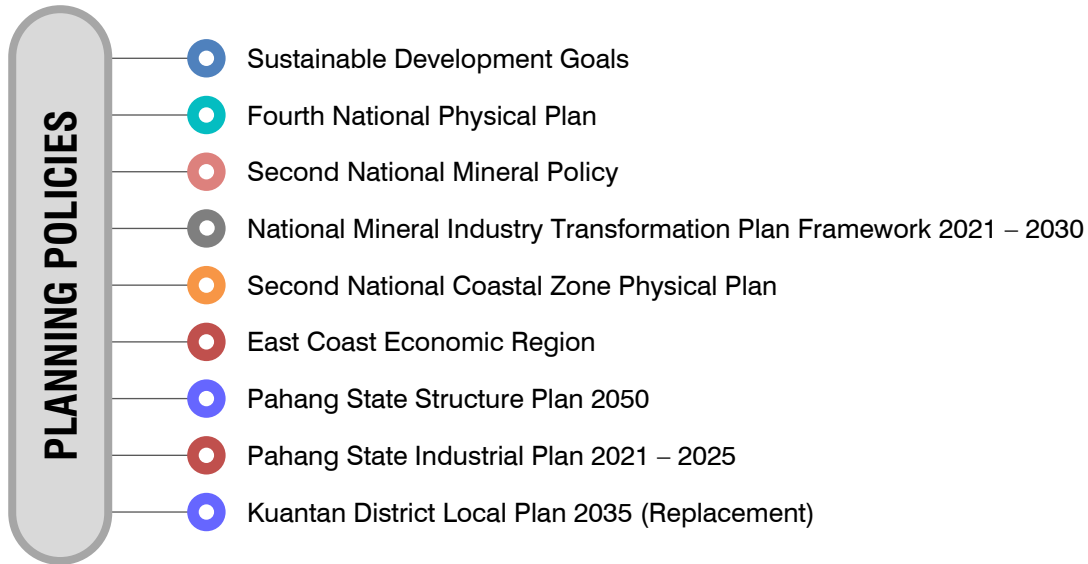 PLANNING POLICIES
Sustainable Development Goals
Fourth National Physical Plan
Second National Mineral Policy
National Mineral Industry Transformation Plan Framework 2021 – 2030
Second National Coastal Zone Physical Plan
East Coast Economic Region
Pahang State Structure Plan 2050
Pahang State Industrial Plan 2021 – 2025
Kuantan District Local Plan 2035 (Replacement)